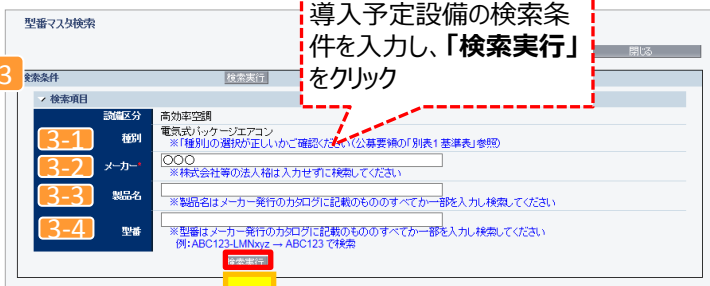 導入予定設備の検索条
件を入力し、「検索実行」
をクリック
型番マスタ検索
閉じる
3
検索条件
検索実行
検索項目
設備区分 高効率空調
3-1 種別 電気式パッケージエアコン
※「種別」の選択が正しいかご確認ください（公募要領の「別表1 基準表」参照）
3-2 メーカー* 〇〇〇
※株式会社等の法人格は入力せずに検索してください
3-3 製品名
※製品名はメーカー発行のカタログに記載のもののすべてか一部を入力し検索してください
3-4 型番
※型番はメーカー発行のカタログに記載のもののすべてか一部を入力し検索してください
例：ABC123-LMNxyz → ABC123 で検索
検索実行